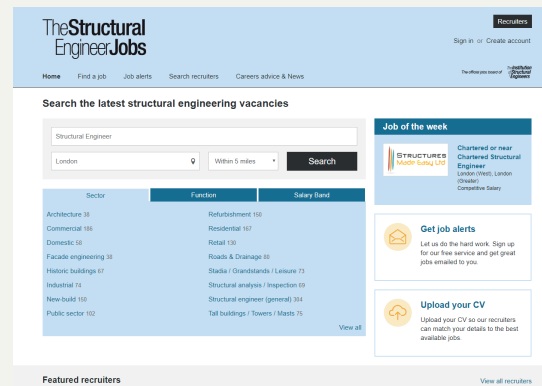 The Structural
Engineer Jobs
Recruiters
Sign in or Create account
Home Find a job Job alerts Search recruiters Careers advice & News
The official jobs board of The Institution of Structural Engineers
Search the latest structural engineering vacancies
Structural Engineer
London Within 5 miles Search
Sector Function Salary Band
Architecture 38 Refurbishment 158
Commercial 186 Residential 167
Domestic 58 Retail 130
Facade engineering 38 Roads & Drainage 80
Historic buildings 67 Stadia / Grandstands / Leisure 73
Industrial 74 Structural analysis / Inspection 69
New-build 150 Structural engineer (general) 304
Public sector 102 Tall buildings / Towers / Masts 75
View all
Job of the week
STRUCTURES
Made Easy Ltd
Chartered or near
Chartered Structural
Engineer
London (West), London
(Greater)
Competitive Salary
Get job alerts
Let us do the hard work. Sign up
for our free service and get great
jobs emailed to you.
Upload your CV
Upload your CV so our recruiters
can match your details to the best
available jobs.
Featured recruiters View all recruiters